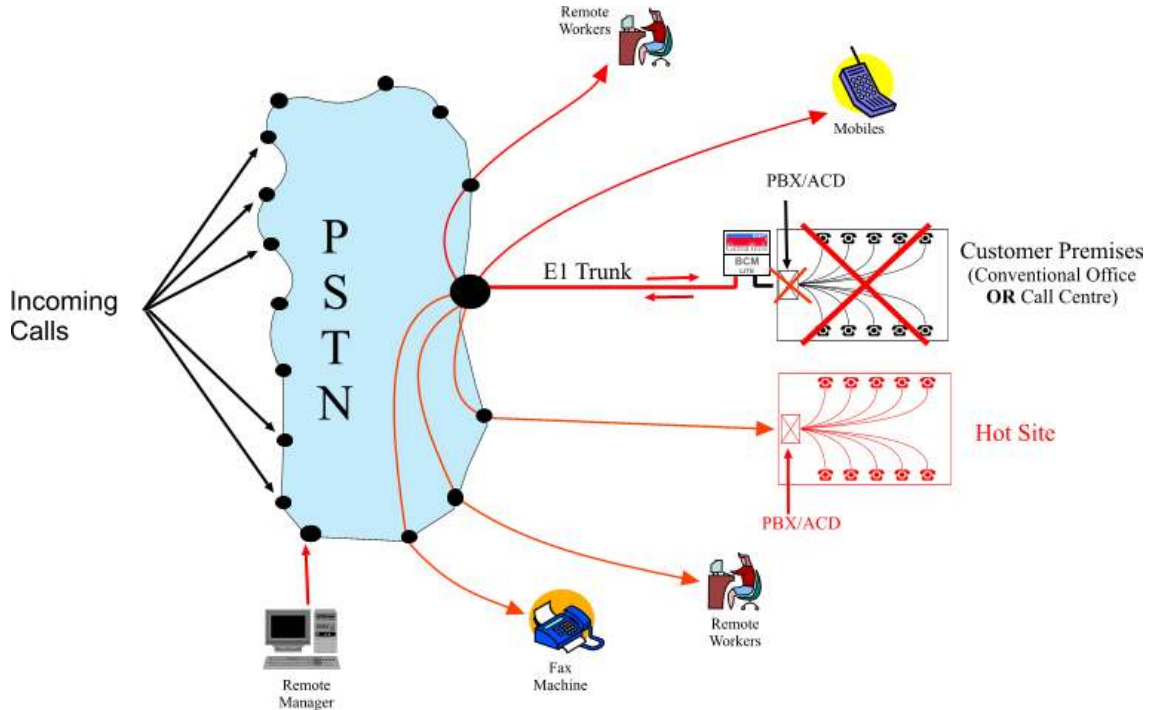 Remote
Workers
Mobiles
PBX/ACD
P
S
T
N
Incoming
Calls
E1 Trunk
BCM
LITE
Customer Premises
(Conventional Office
OR Call Centre)
Hot Site
PBX/ACD
Remote
Workers
Fax
Machine
Remote
Manager